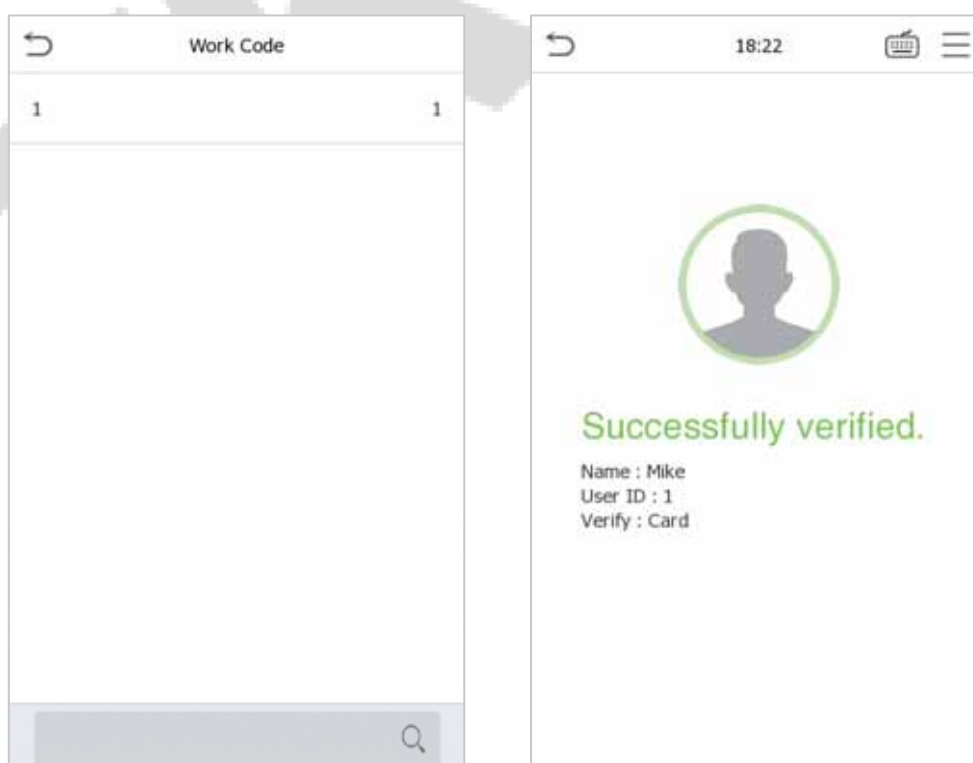 Work Code
1 1
18:22
Successfully verified.
Name : Mike
User ID : 1
Verify : Card